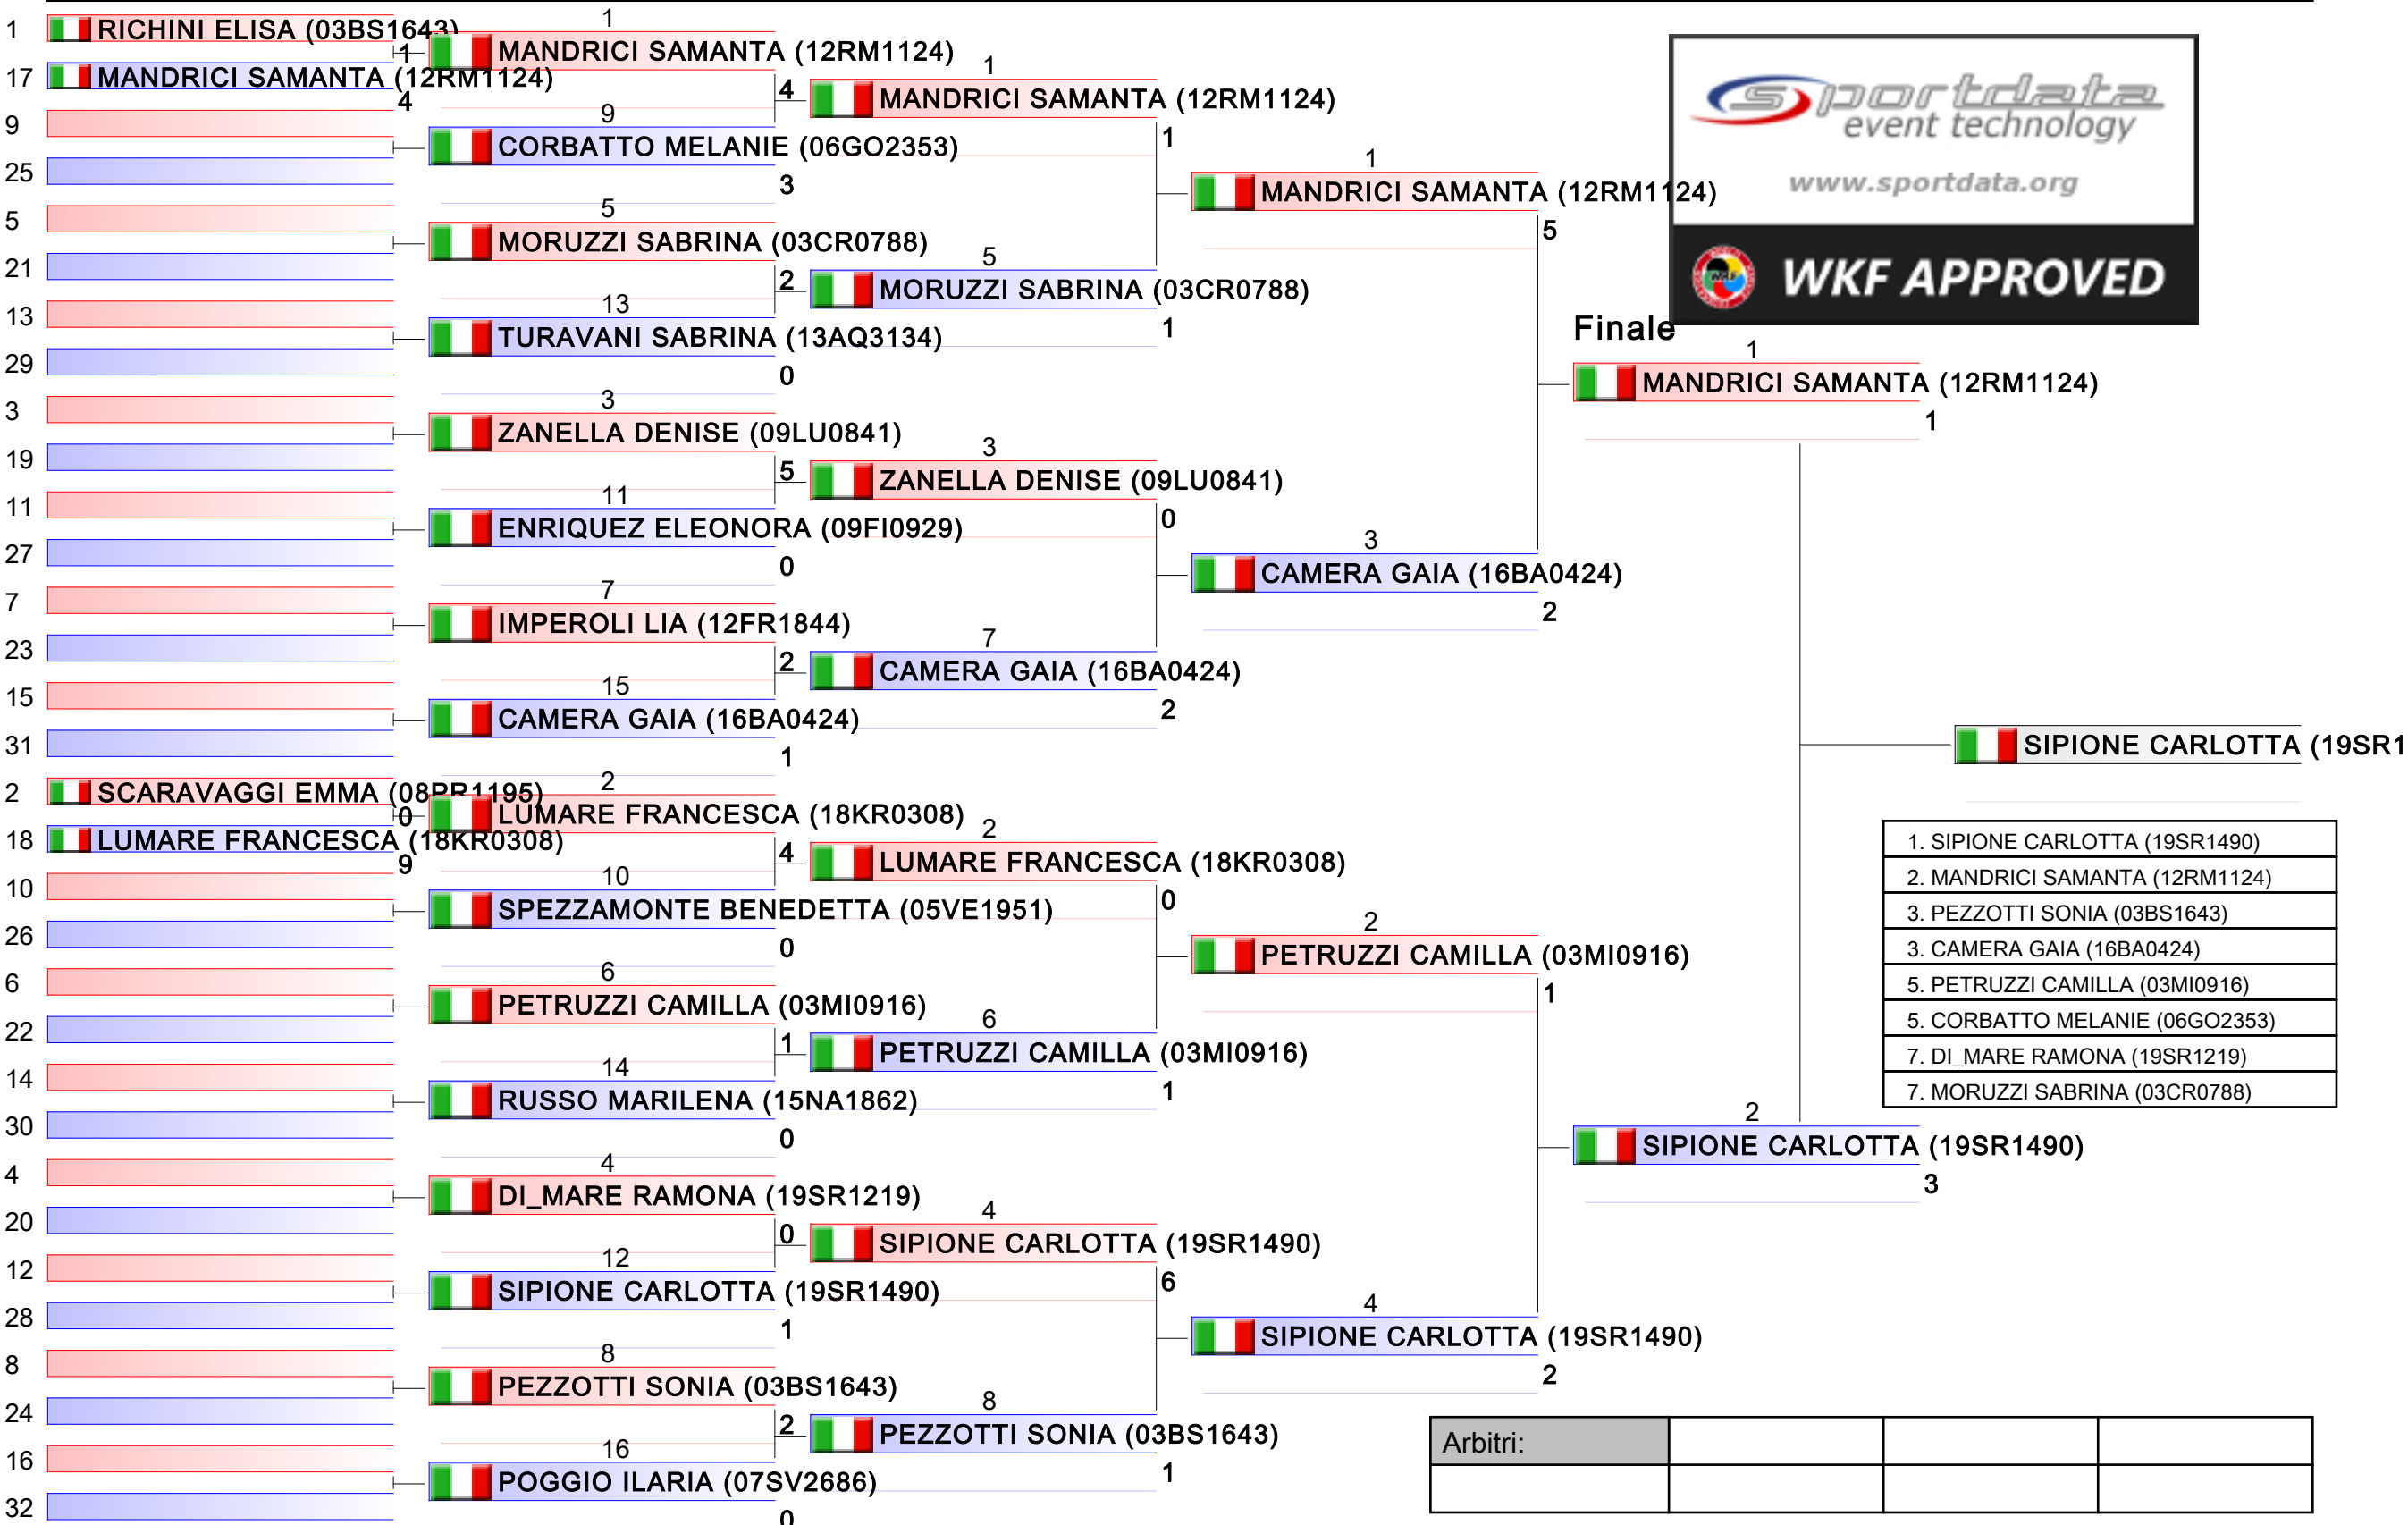 1 RICHINI ELISA (03BS1643)
1
17 MANDRICI SAMANTA (12RM1124)
4
9
25
5
21
13
29
3
19
11
27
7
23
15
31
2 SCARAVAGGI EMMA (08PR1195)
0
18 LUMARE FRANCESCA (18KR0308)
9
10
26
6
22
14
30
4
20
12
28
8
24
16
32
1
MANDRICI SAMANTA (12RM1124)
4
9
CORBATTO MELANIE (06GO2353)
3
5
MORUZZI SABRINA (03CR0788)
2
13
TURAVANI SABRINA (13AQ3134)
0
3
ZANELLA DENISE (09LU0841)
5
11
ENRIQUEZ ELEONORA (09FI0929)
0
7
IMPEROLI LIA (12FR1844)
2
15
CAMERA GAIA (16BA0424)
1
2
LUMARE FRANCESCA (18KR0308)
4
10
SPEZZAMONTE BENEDETTA (05VE1951)
0
6
PETRUZZI CAMILLA (03MI0916)
1
14
RUSSO MARILENA (15NA1862)
0
4
DI_MARE RAMONA (19SR1219)
0
12
SIPIONE CARLOTTA (19SR1490)
1
8
PEZZOTTI SONIA (03BS1643)
2
16
POGGIO ILARIA (07SV2686)
0
1
MANDRICI SAMANTA (12RM1124)
1
5
MORUZZI SABRINA (03CR0788)
1
3
ZANELLA DENISE (09LU0841)
0
7
CAMERA GAIA (16BA0424)
2
2
LUMARE FRANCESCA (18KR0308)
0
6
PETRUZZI CAMILLA (03MI0916)
1
4
SIPIONE CARLOTTA (19SR1490)
6
8
PEZZOTTI SONIA (03BS1643)
1
1
MANDRICI SAMANTA (12RM1124)
5
3
CAMERA GAIA (16BA0424)
2
2
PETRUZZI CAMILLA (03MI0916)
1
4
SIPIONE CARLOTTA (19SR1490)
2
sportdata
event technology
www.sportdata.org
WKF
WKF APPROVED
Finale
1
MANDRICI SAMANTA (12RM1124)
1
2
SIPIONE CARLOTTA (19SR1490)
3
SIPIONE CARLOTTA (19SR1
1. SIPIONE CARLOTTA (19SR1490)
2. MANDRICI SAMANTA (12RM1124)
3. PEZZOTTI SONIA (03BS1643)
3. CAMERA GAIA (16BA0424)
5. PETRUZZI CAMILLA (03MI0916)
5. CORBATTO MELANIE (06GO2353)
7. DI_MARE RAMONA (19SR1219)
7. MORUZZI SABRINA (03CR0788)
Arbitri: